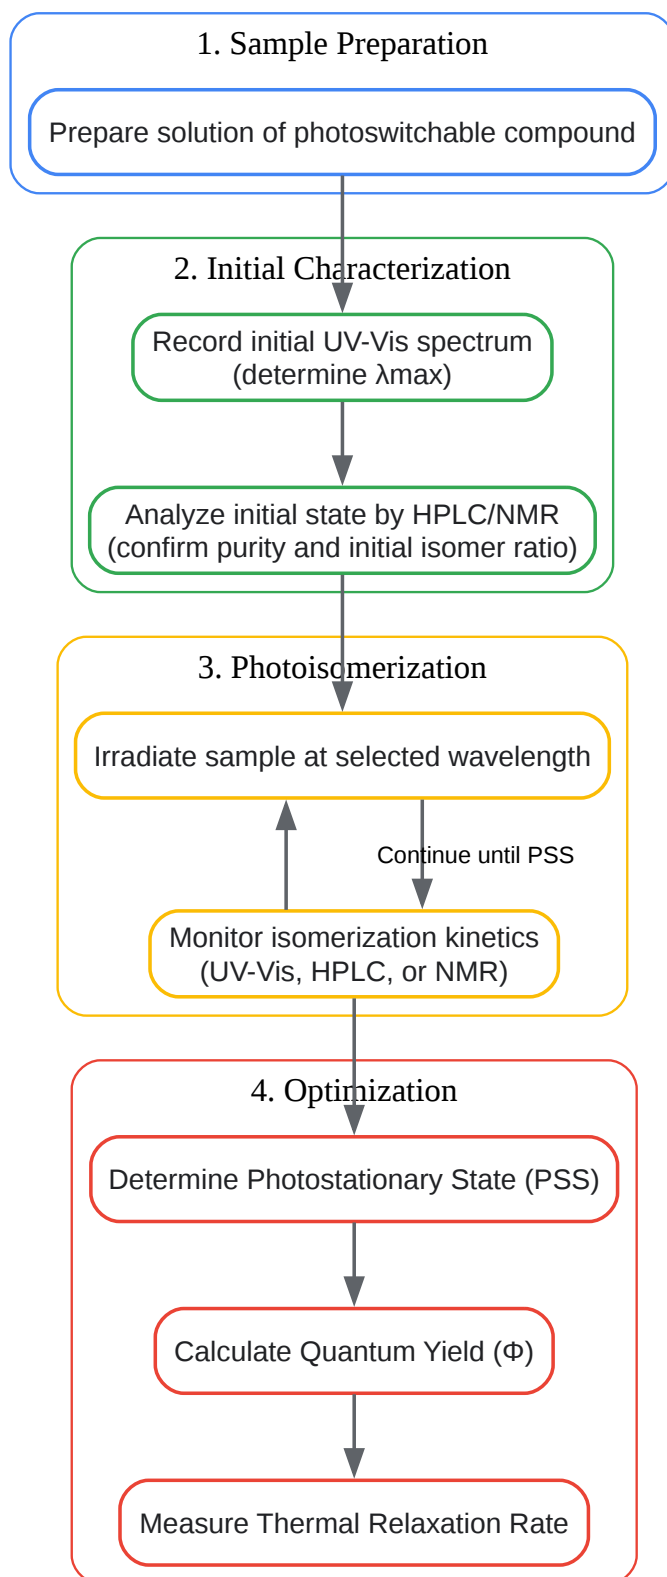 1. Sample Preparation
Prepare solution of photoswitchable compound
2. Initial Characterization
Record initial UV-Vis spectrum
(determine λmax)
Analyze initial state by HPLC/NMR
(confirm purity and initial isomer ratio)
3. Photoisomerization
Irradiate sample at selected wavelength
Continue until PSS
Monitor isomerization kinetics
(UV-Vis, HPLC, or NMR)
4. Optimization
Determine Photostationary State (PSS)
Calculate Quantum Yield (Φ)
Measure Thermal Relaxation Rate